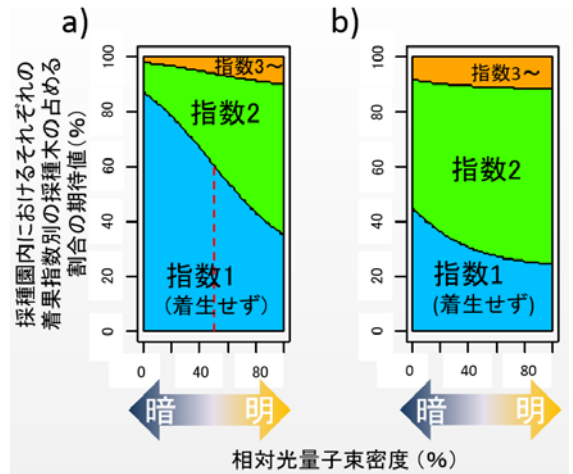 a)
b)
採種園内におけるそれぞれの
着果指数別の採種木の占める
割合の期待値(%)
100
80
60
40
20
0
指数3～
指数2
指数1
(着生せず)
0
40
80
暗
明
100
80
60
40
20
0
指数3～
指数2
指数1
(着生せず)
0
40
80
暗
明
相対光量子束密度(%)